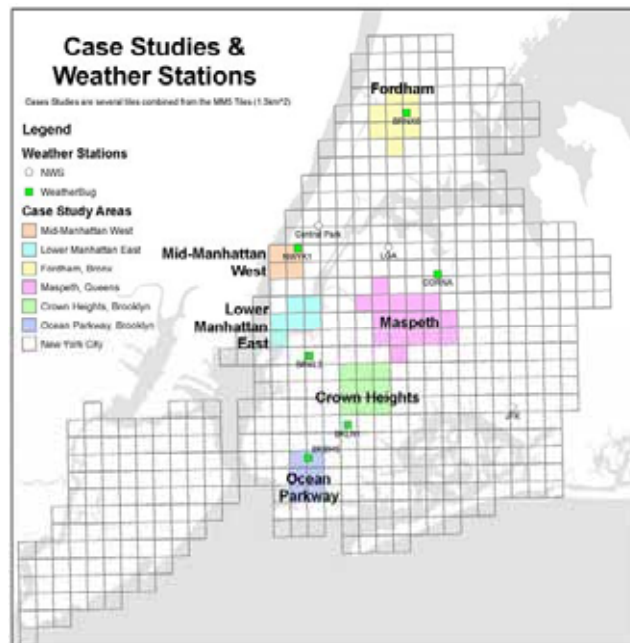 Case Studies &
Weather Stations
Cases Studies are several tiles combined from the MM5 Tiles (1.3km^2)
Legend
Weather Stations
NWS
WeatherBug
Case Study Areas
Mid-Manhattan West
Lower Manhattan East
Fordham, Bronx
Maspeth, Queens
Crown Heights, Brooklyn
Ocean Parkway, Brooklyn
New York City
Fordham
Central Park
Mid-Manhattan
West
NWYK1
LGA
Lower
Manhattan
East
Maspeth
Crown Heights
JFK
Ocean
Parkway